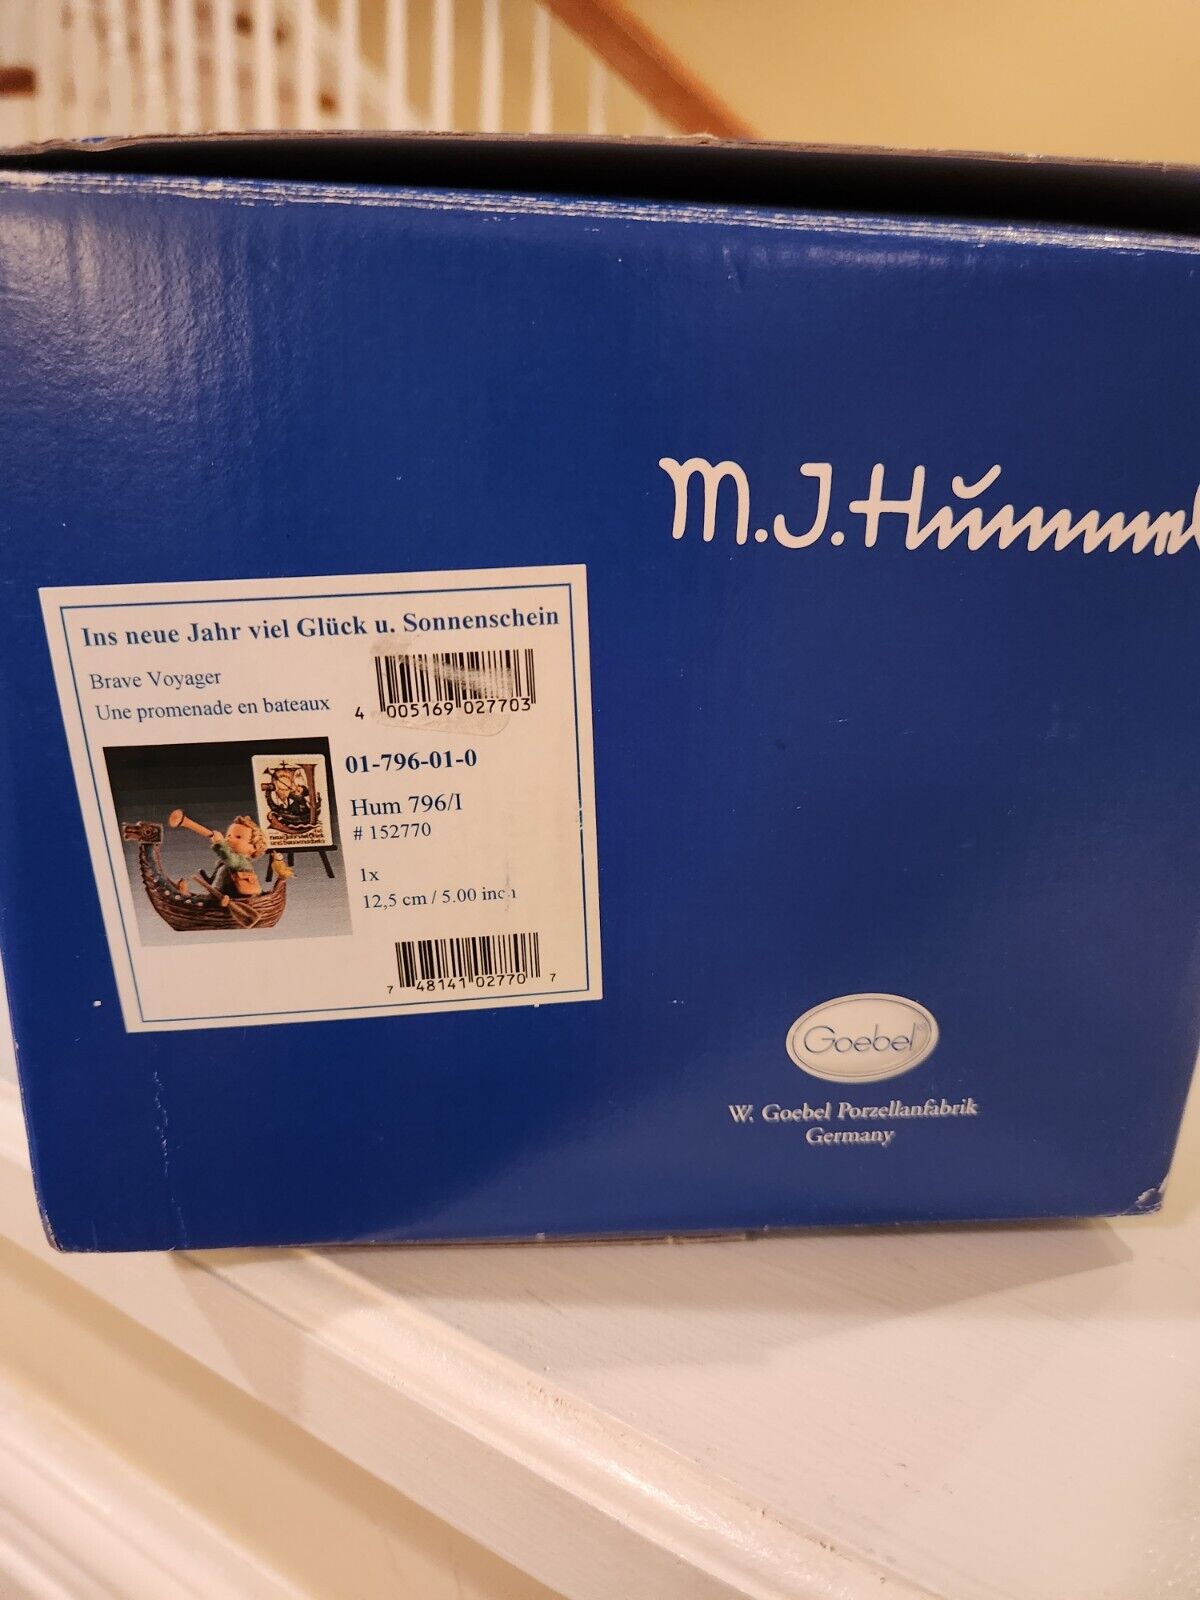 M.J. Hummel
Ins neue Jahr viel Glück u. Sonnenschein
Brave Voyager
Une promenade en bateaux
4 005169 027703
01-796-01-0
Hum 796/I
# 152770
1x
12,5 cm / 5.00 inch
7 48141 02770 7
Goebel®
W. Goebel Porzellanfabrik
Germany